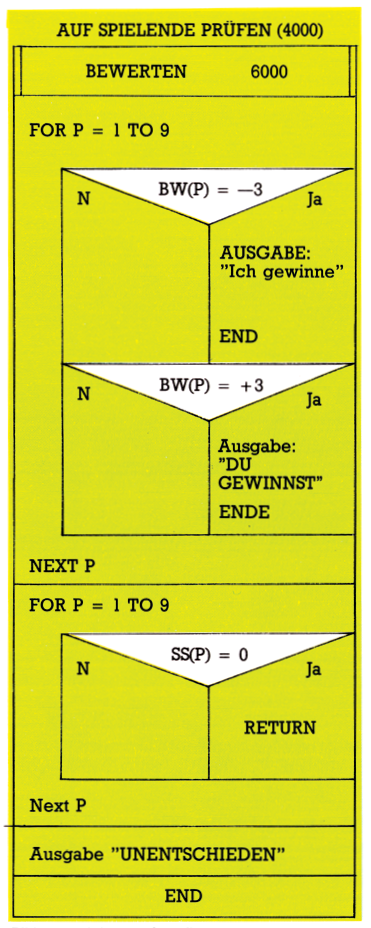 AUF SPIELENDE PRÜFEN (4000)
BEWERTEN 6000
FOR P = 1 TO 9
BW(P) = —3
N Ja
AUSGABE:
"Ich gewinne"
END
BW(P) = +3
N Ja
Ausgabe:
"DU
GEWINNST"
ENDE
NEXT P
FOR P = 1 TO 9
SS(P) = 0
N Ja
RETURN
Next P
Ausgabe "UNENTSCHIEDEN"
END